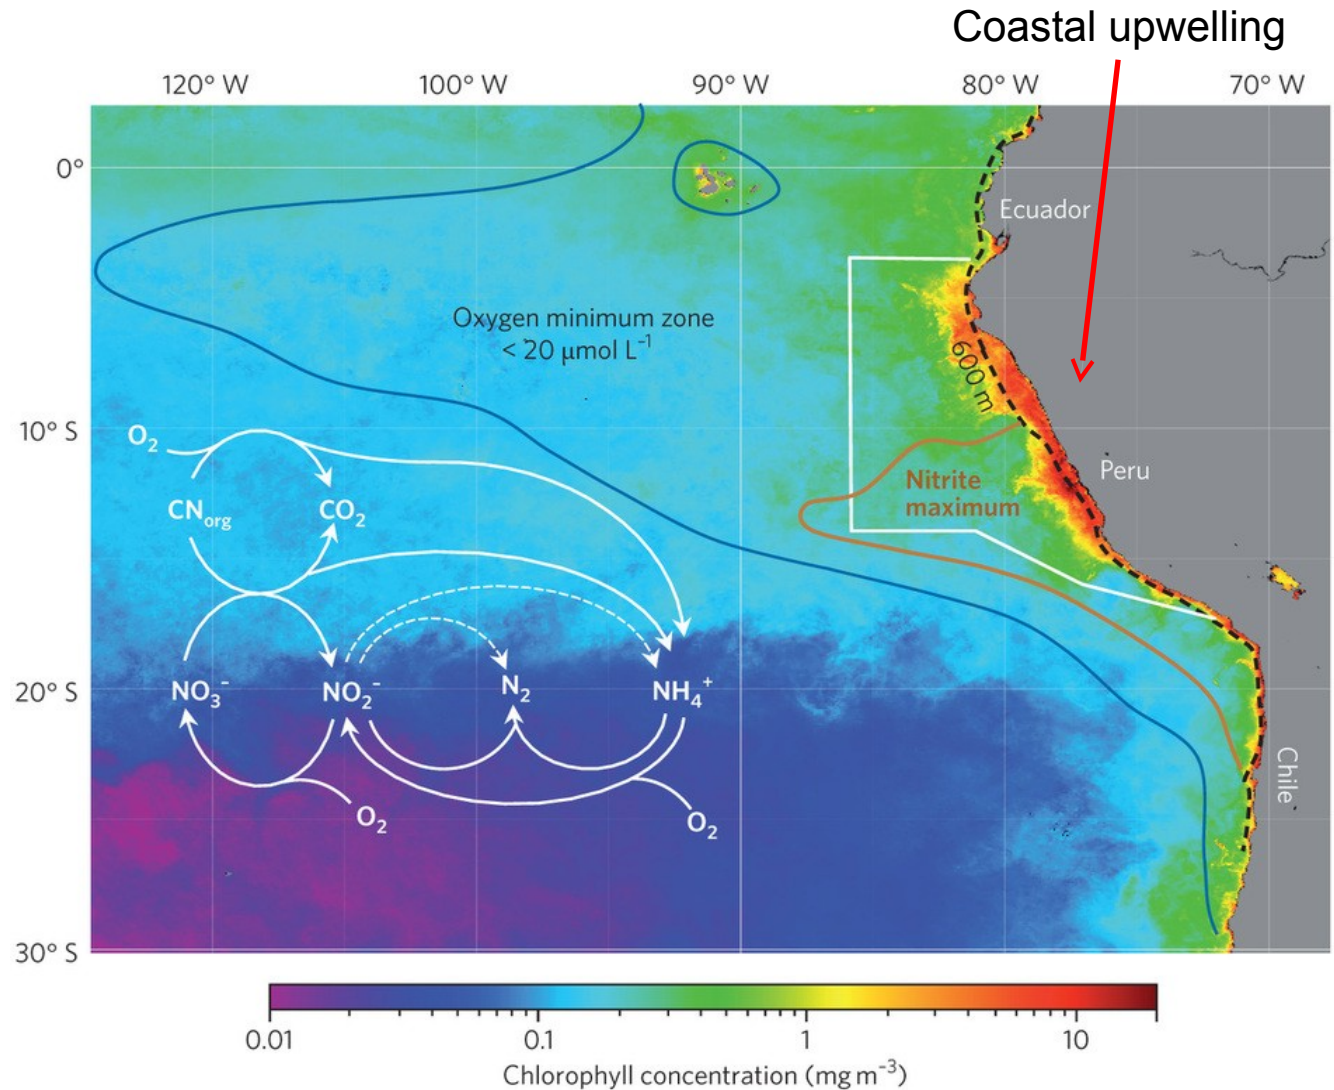 Coastal upwelling
120° W
100° W
90° W
80° W
70° W
0°
Ecuador
Oxygen minimum zone
< 20 μmol L⁻¹
600 m
10° S
O₂
Peru
Nitrite
maximum
CN_org
CO₂
20° S
NO₃⁻
NO₂⁻
N₂
NH₄⁺
Chile
O₂
O₂
30° S
0.01
0.1
1
10
Chlorophyll concentration (mg m⁻³)